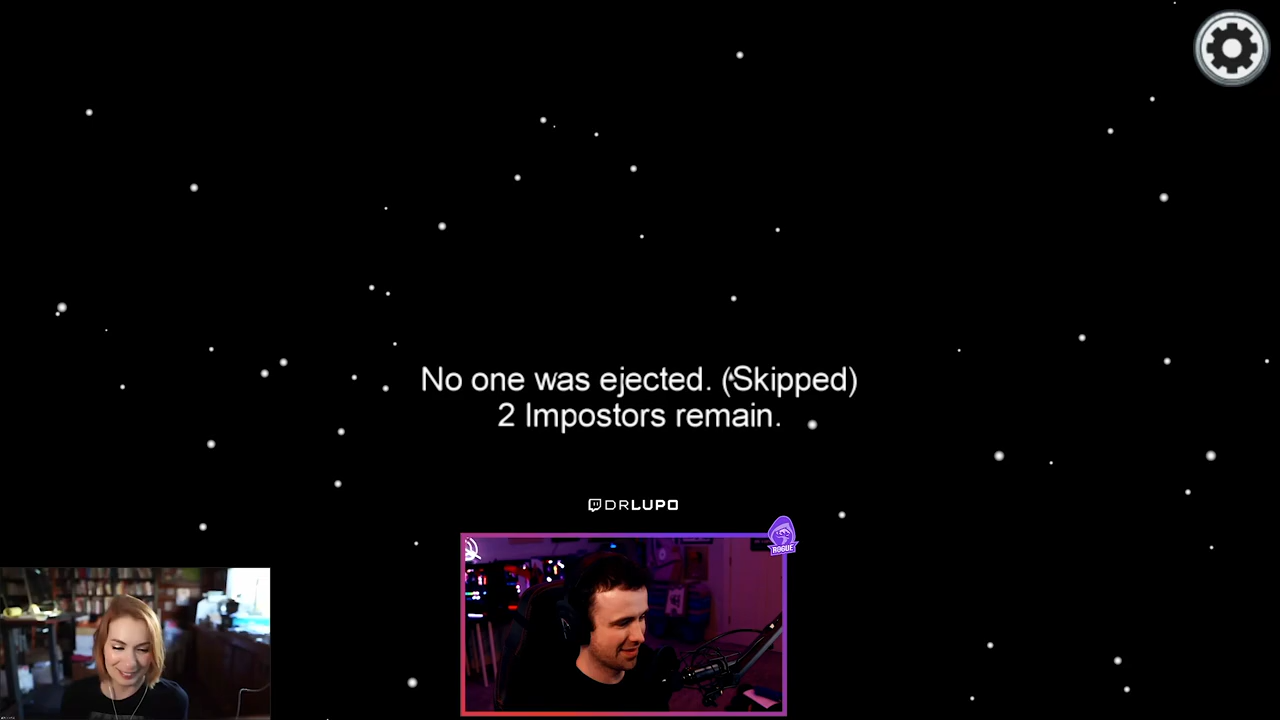 No one was ejected. (Skipped)
2 Impostors remain.
DRLUPO
ROGUE